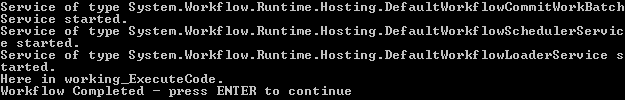 Service of type System.Workflow.Runtime.Hosting.DefaultWorkflowCommitWorkBatch
Service started.
Service of type System.Workflow.Runtime.Hosting.DefaultWorkflowSchedulerServic
e started.
Service of type System.Workflow.Runtime.Hosting.DefaultWorkflowLoaderService s
tarted.
Here in working_ExecuteCode.
Workflow Completed - press ENTER to continue